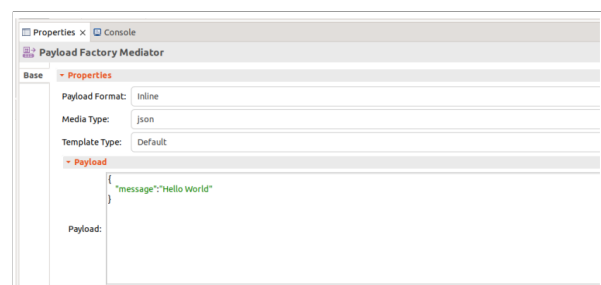 Properties × Console
Payload Factory Mediator
Base
Properties
Payload Format: Inline
Media Type: json
Template Type: Default
Payload
{
"message":"Hello World"
}
Payload: